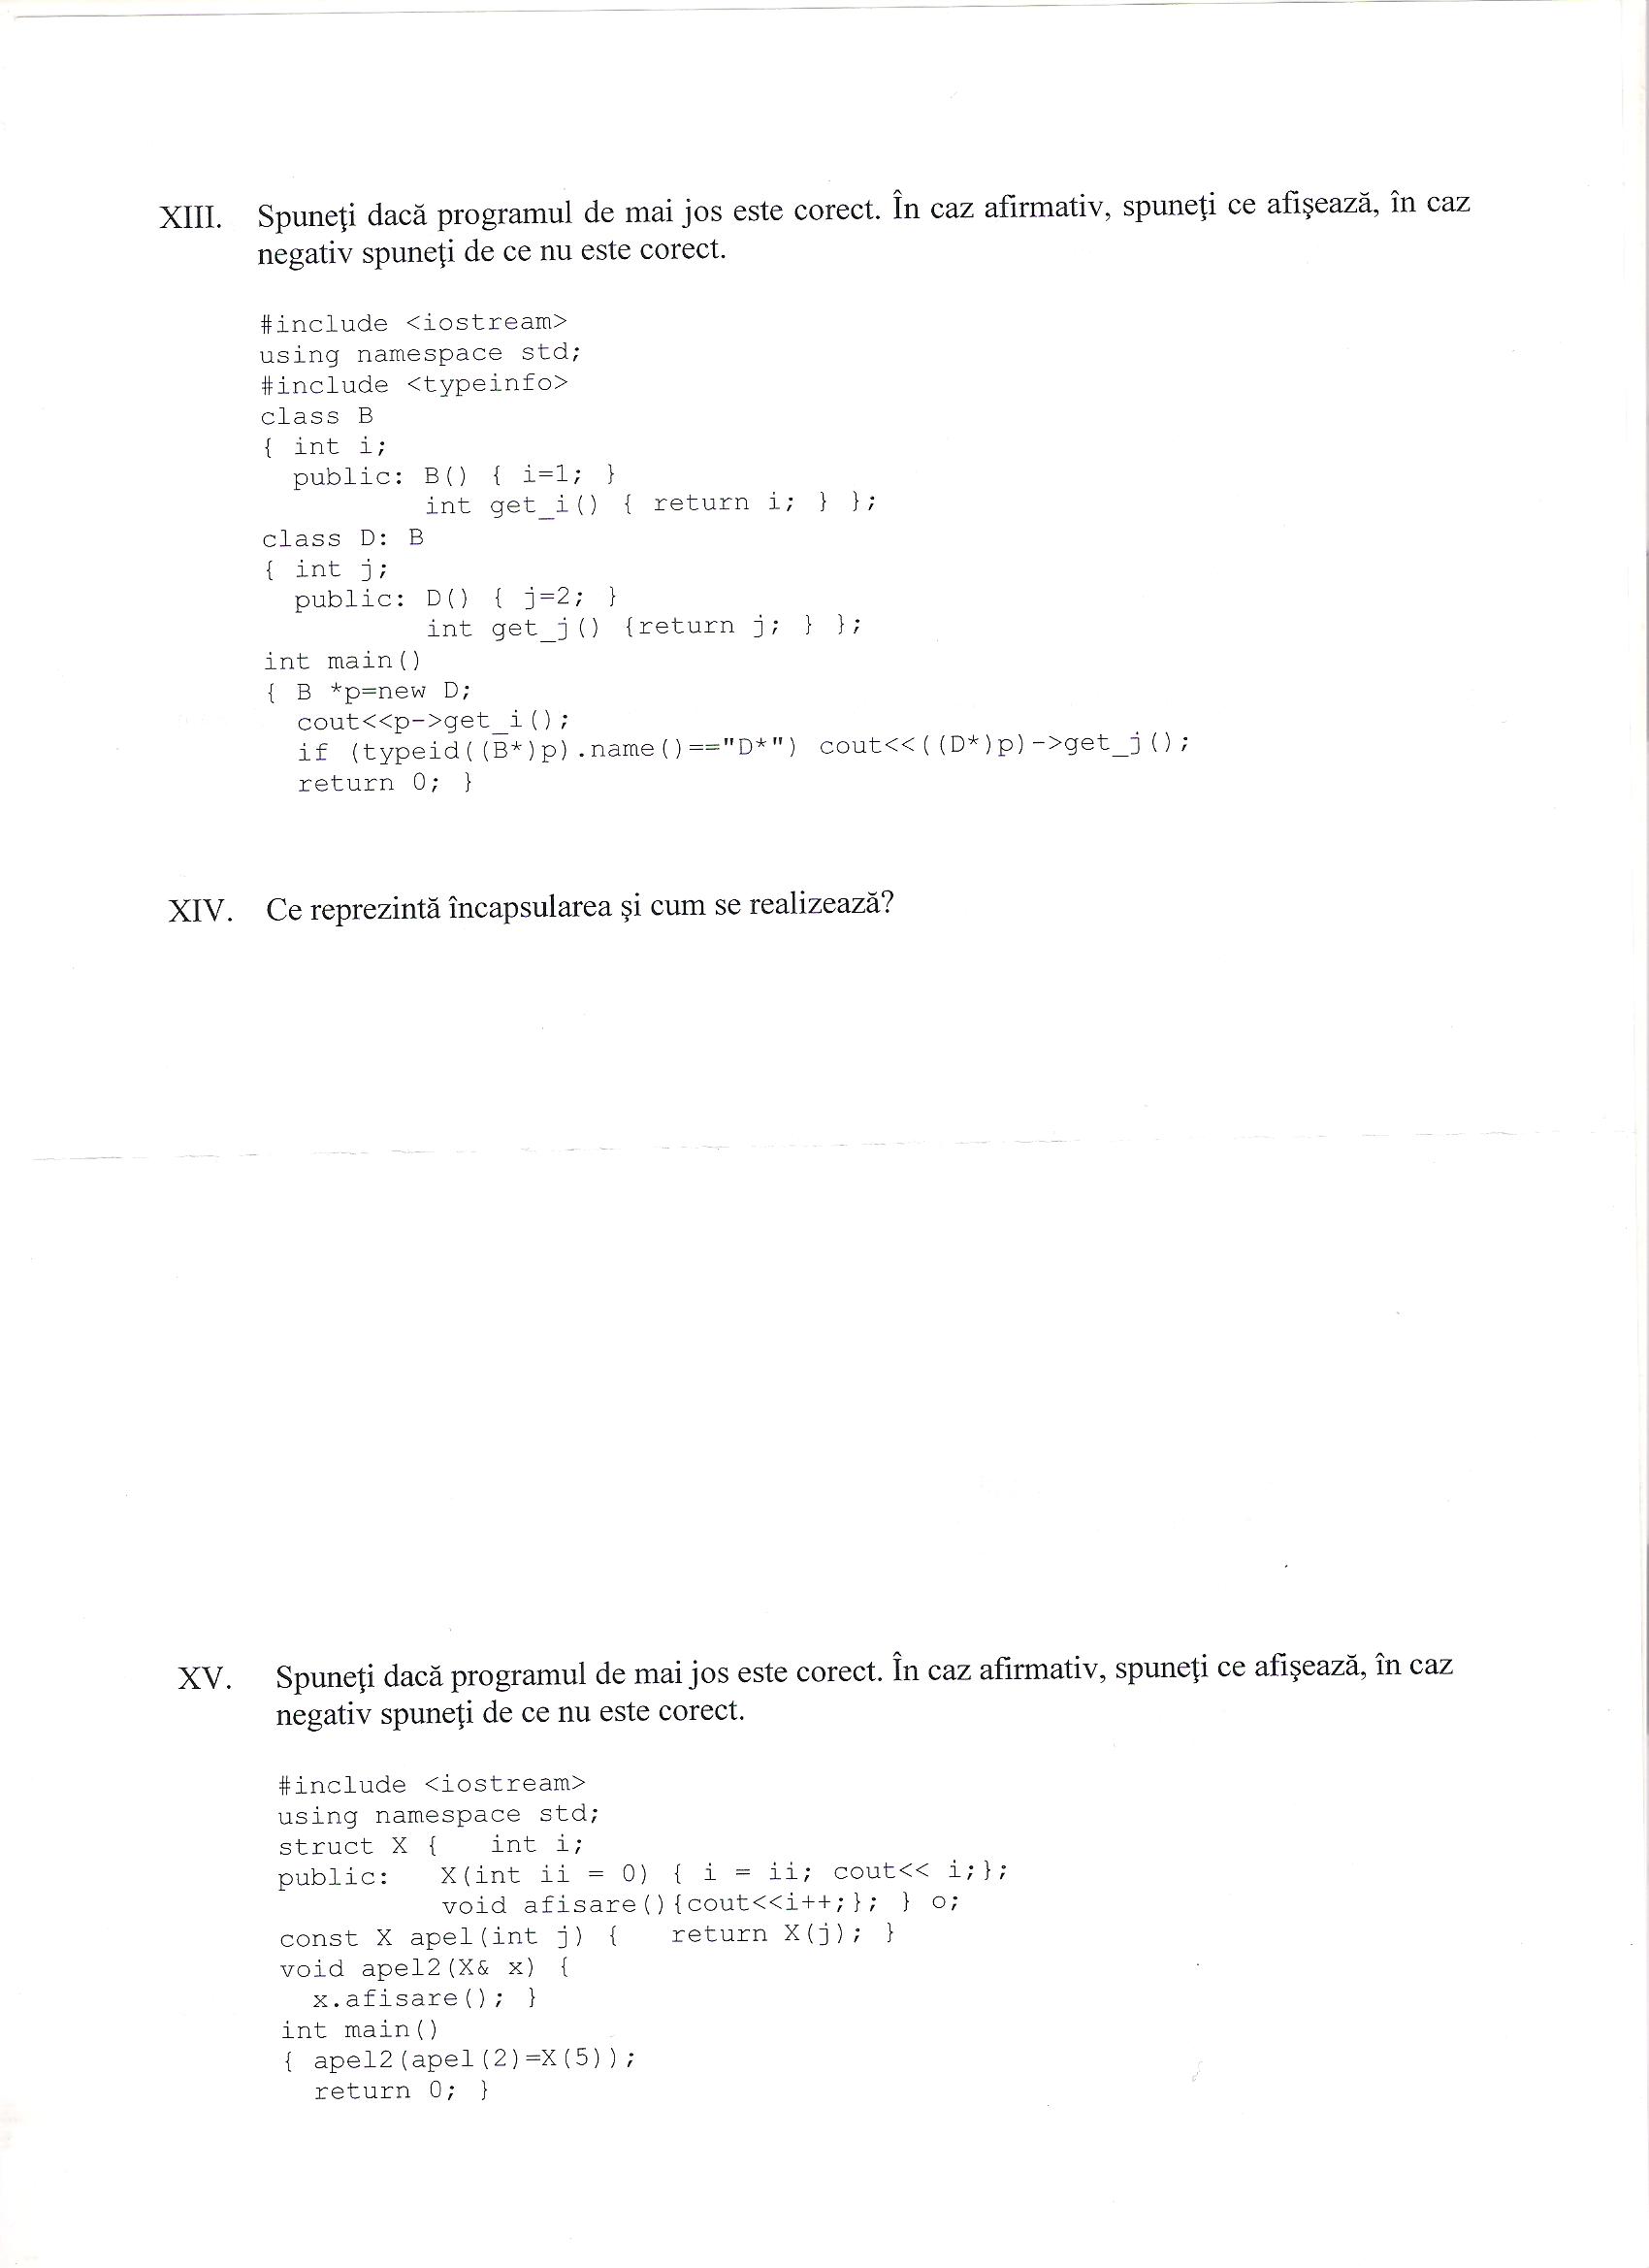 XIII. Spuneţi dacă programul de mai jos este corect. În caz afirmativ, spuneţi ce afişează, în caz
negativ spuneţi de ce nu este corect.
#include <iostream>
using namespace std;
#include <typeinfo>
class B
{ int i;
public: B() { i=1; }
int get_i() { return i; } };
class D: B
{ int j;
public: D() { j=2; }
int get_j() {return j; } };
int main()
{ B *p=new D;
cout<<p->get_i();
if (typeid((B*)p).name()=="D*") cout<<((D*)p)->get_j();
return 0; }
XIV. Ce reprezintă încapsularea şi cum se realizează?
XV. Spuneţi dacă programul de mai jos este corect. În caz afirmativ, spuneţi ce afişează, în caz
negativ spuneţi de ce nu este corect.
#include <iostream>
using namespace std;
struct X { int i;
public: X(int ii = 0) { i = ii; cout<< i;};
void afisare(){cout<<i++;}; } o;
const X apel(int j) { return X(j); }
void apel2(X& x) {
x.afisare(); }
int main()
{ apel2(apel(2)=X(5));
return 0; }